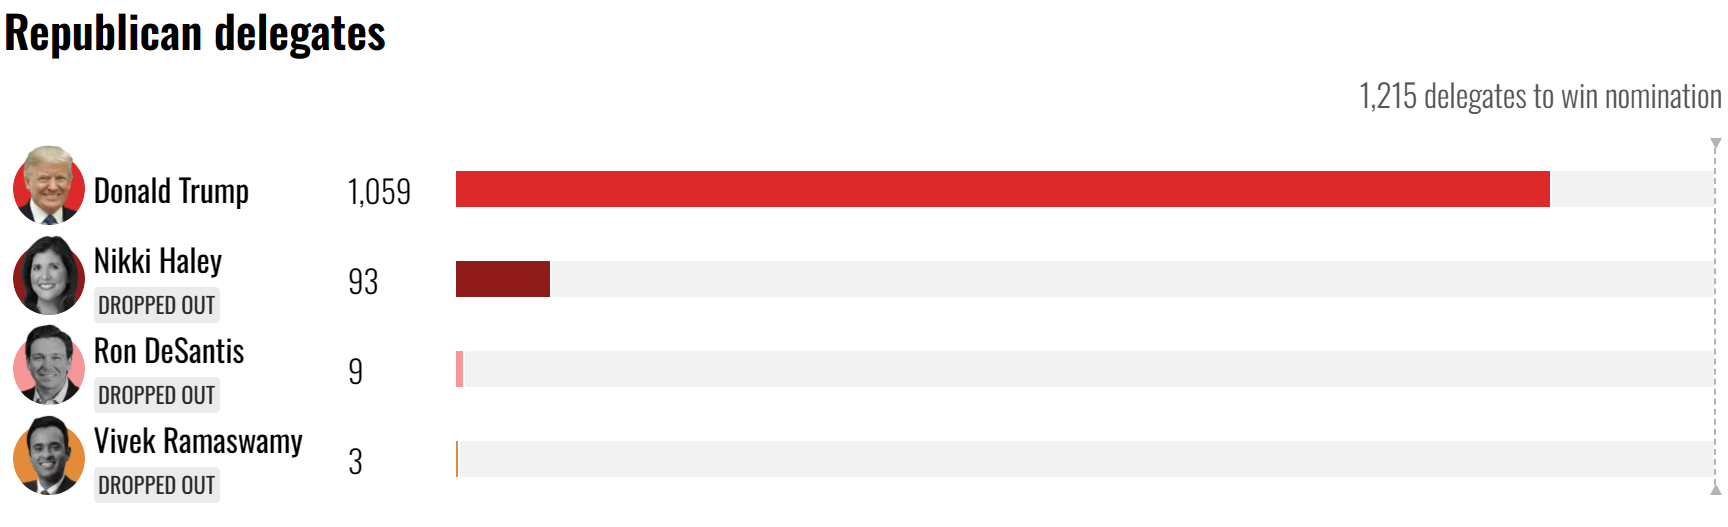 Republican delegates
1,215 delegates to win nomination
Donald Trump 1,059
Nikki Haley 93
DROPPED OUT
Ron DeSantis 9
DROPPED OUT
Vivek Ramaswamy 3
DROPPED OUT